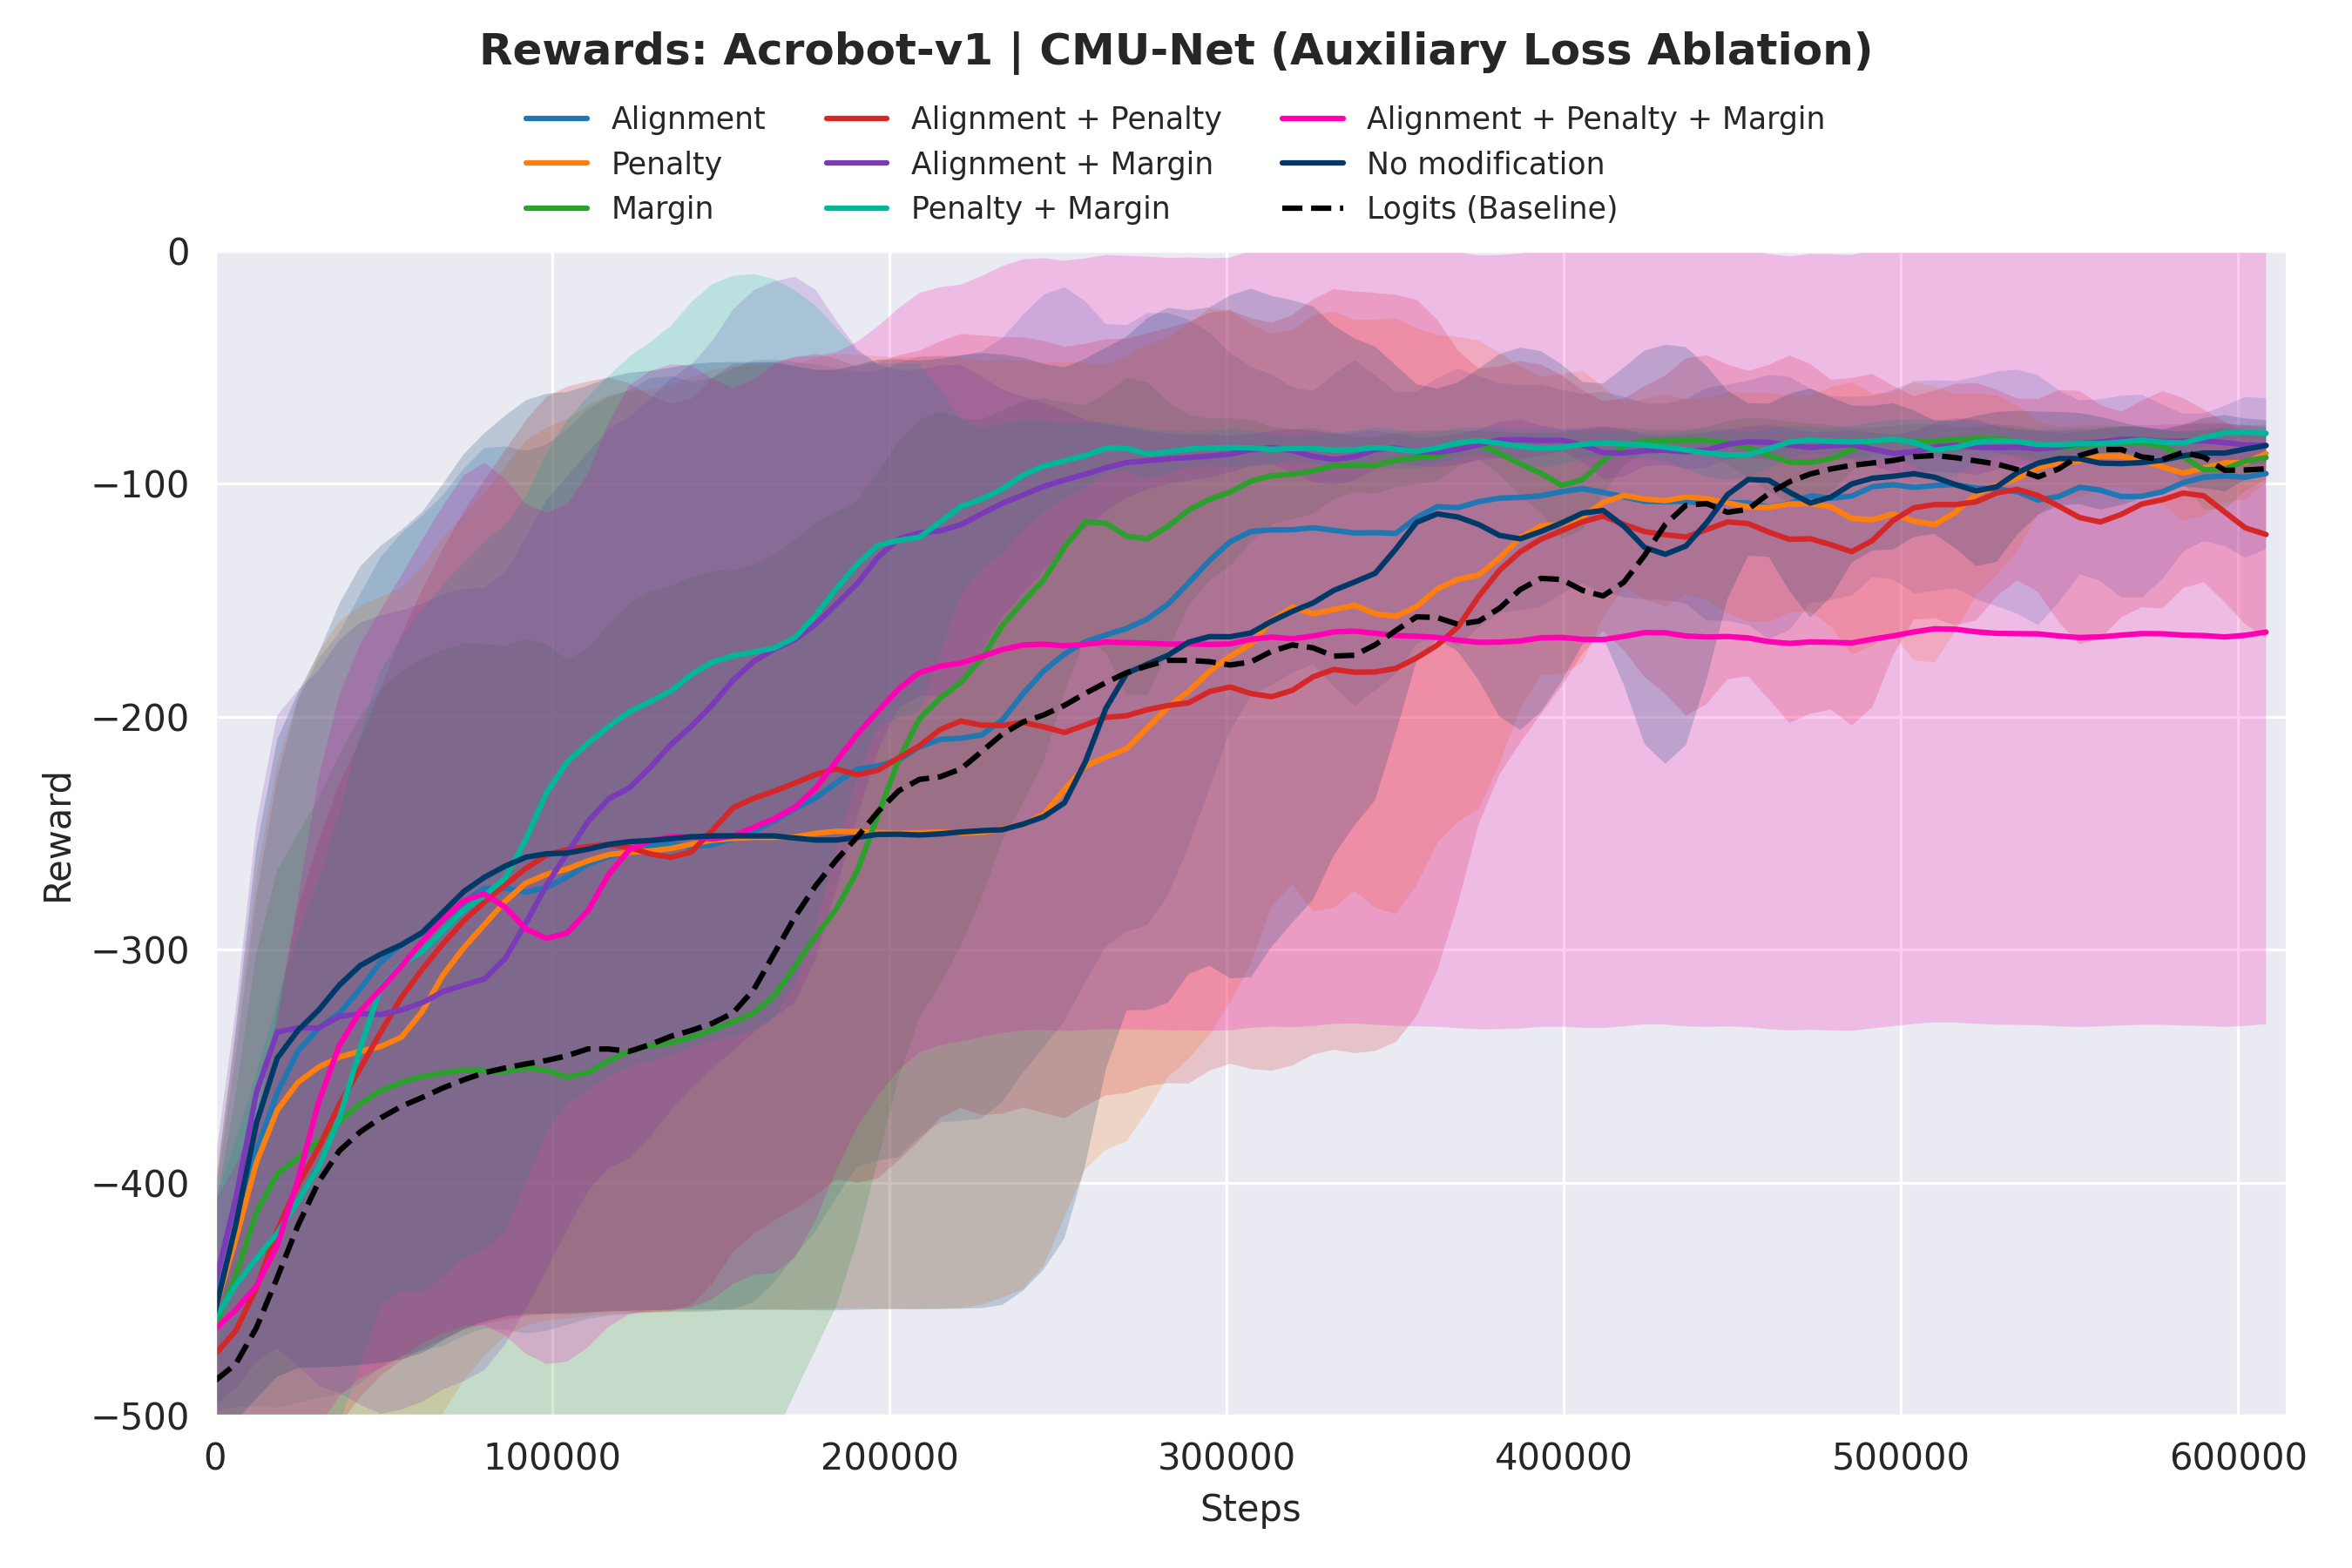 Rewards: Acrobot-v1 | CMU-Net (Auxiliary Loss Ablation)
Alignment
Penalty
Margin
Alignment + Penalty
Alignment + Margin
Penalty + Margin
Alignment + Penalty + Margin
No modification
Logits (Baseline)
0
−100
−200
−300
−400
−500
Reward
0 100000 200000 300000 400000 500000 600000
Steps